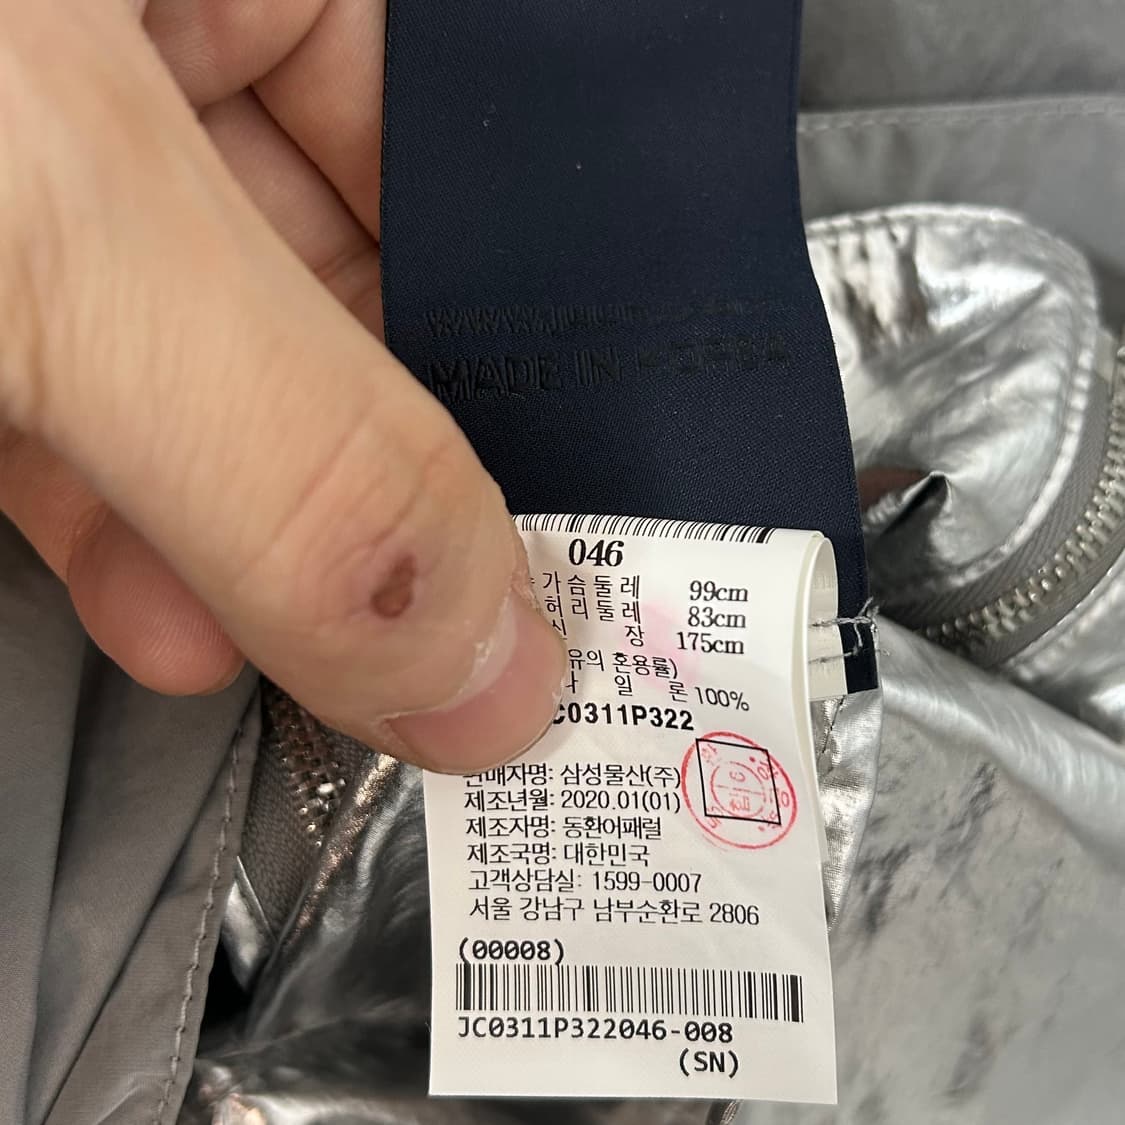 MADE IN KOREA
046
가슴둘레 99cm
허리둘레 83cm
장 175cm
혼용률)
일 론 100%
C0311P322
판매자명: 삼성물산(주)
제조년월: 2020.01(01)
제조자명: 동환어패럴
제조국명: 대한민국
고객상담실: 1599-0007
서울 강남구 남부순환로 2806
(00008)
JC0311P322046-008
(SN)